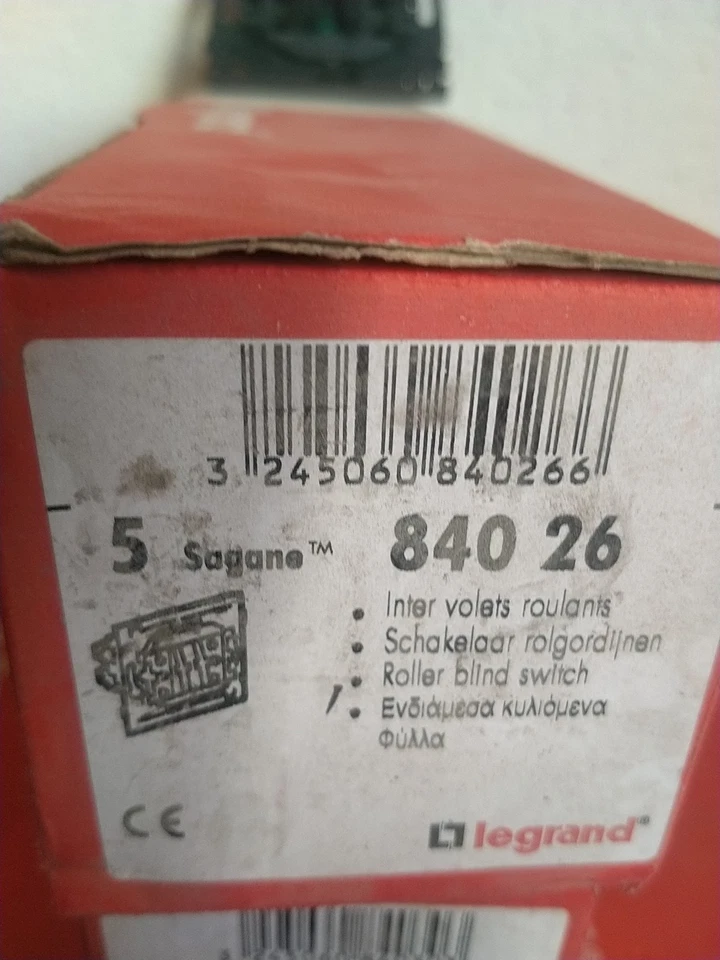 3 245060 840266
5 Sagane™ 840 26
• Inter volets roulants
• Schakelaar rolgordijnen
• Roller blind switch
• Ενδιάμεσα κυλιόμενα
Φύλλα
CE legrand®